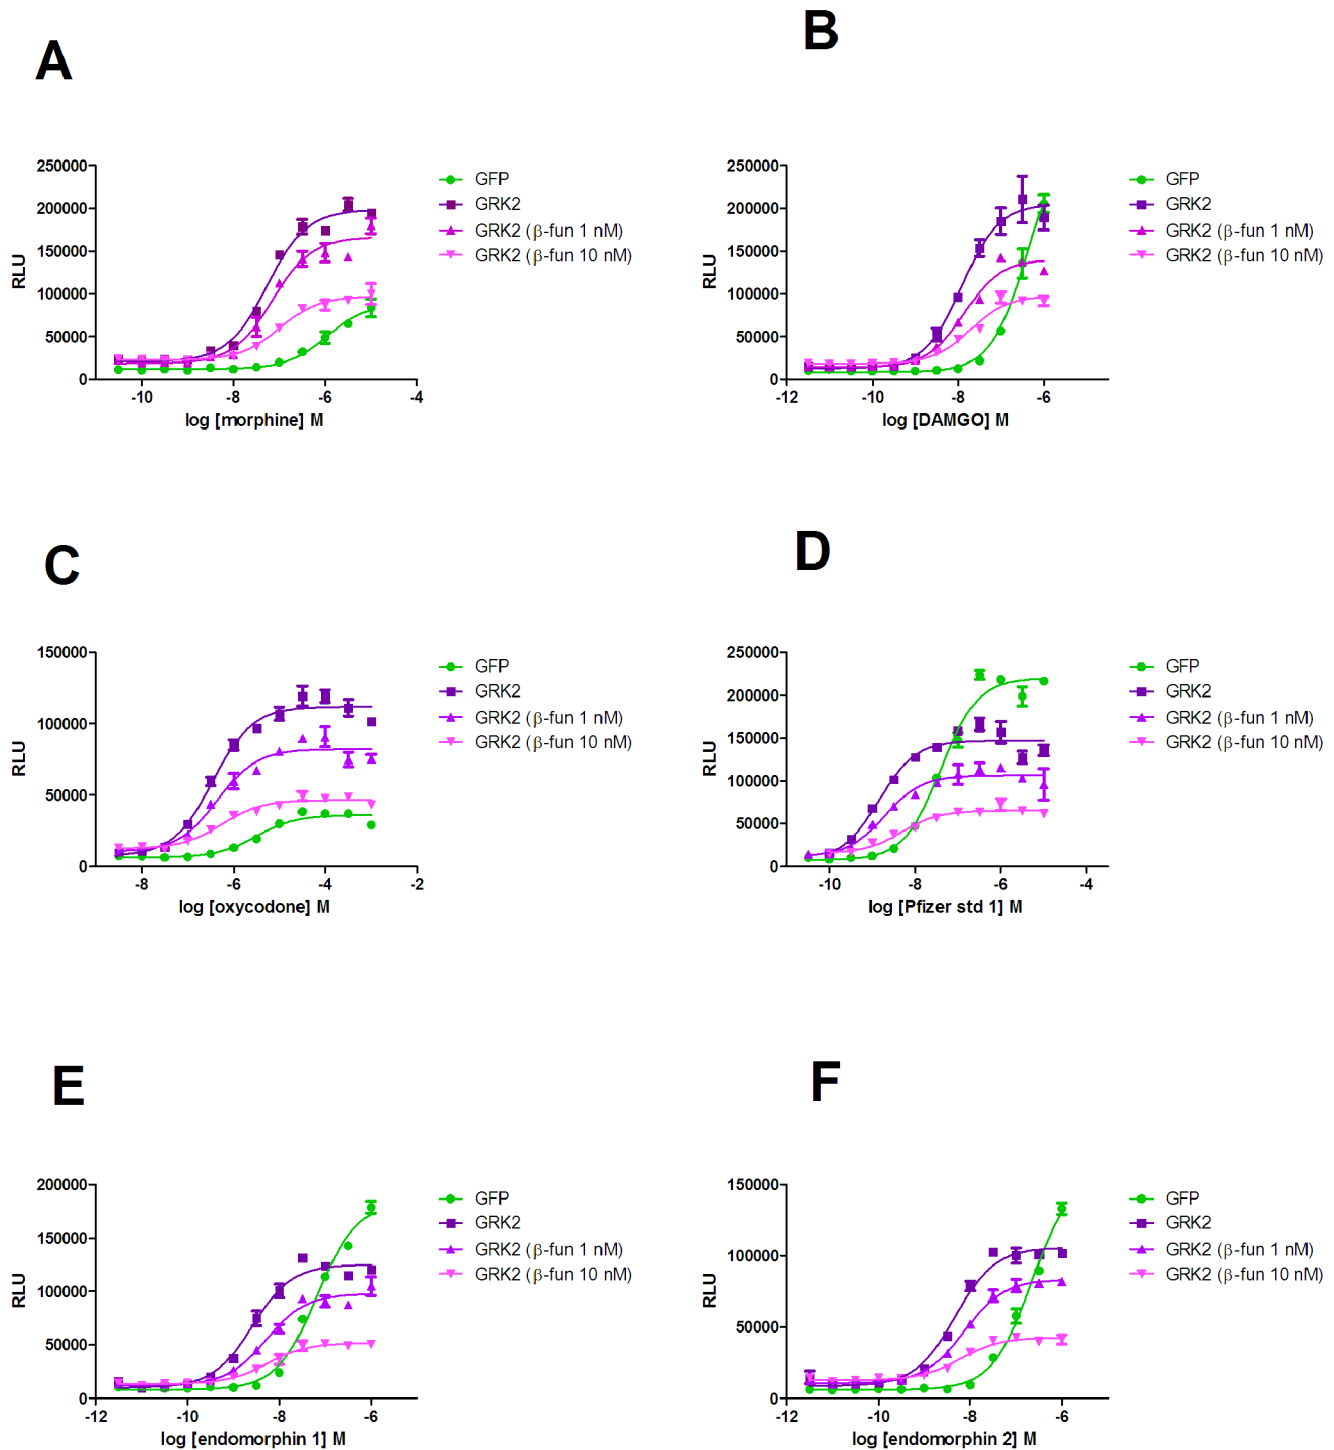 A
250000
200000
150000
100000
50000
0
RLU
-10
-8
-6
-4
log [morphine] M
GFP
GRK2
GRK2 (β-fun 1 nM)
GRK2 (β-fun 10 nM)
B
250000
200000
150000
100000
50000
0
RLU
-12
-10
-8
-6
log [DAMGO] M
GFP
GRK2
GRK2 (β-fun 1 nM)
GRK2 (β-fun 10 nM)
C
150000
100000
50000
0
RLU
-8
-6
-4
-2
log [oxycodone] M
GFP
GRK2
GRK2 (β-fun 1 nM)
GRK2 (β-fun 10 nM)
D
250000
200000
150000
100000
50000
0
RLU
-10
-8
-6
-4
log [Pfizer std 1] M
GFP
GRK2
GRK2 (β-fun 1 nM)
GRK2 (β-fun 10 nM)
E
200000
150000
100000
50000
0
RLU
-12
-10
-8
-6
log [endomorphin 1] M
GFP
GRK2
GRK2 (β-fun 1 nM)
GRK2 (β-fun 10 nM)
F
150000
100000
50000
0
RLU
-12
-10
-8
-6
log [endomorphin 2] M
GFP
GRK2
GRK2 (β-fun 1 nM)
GRK2 (β-fun 10 nM)